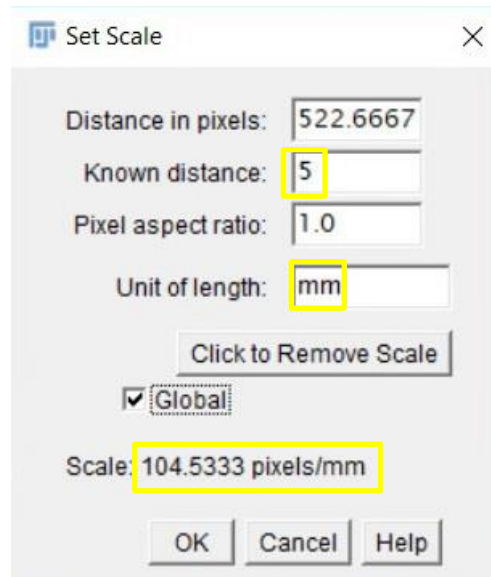 Set Scale
Distance in pixels: 522.6667
Known distance: 5
Pixel aspect ratio: 1.0
Unit of length: mm
Click to Remove Scale
Global
Scale: 104.5333 pixels/mm
OK Cancel Help